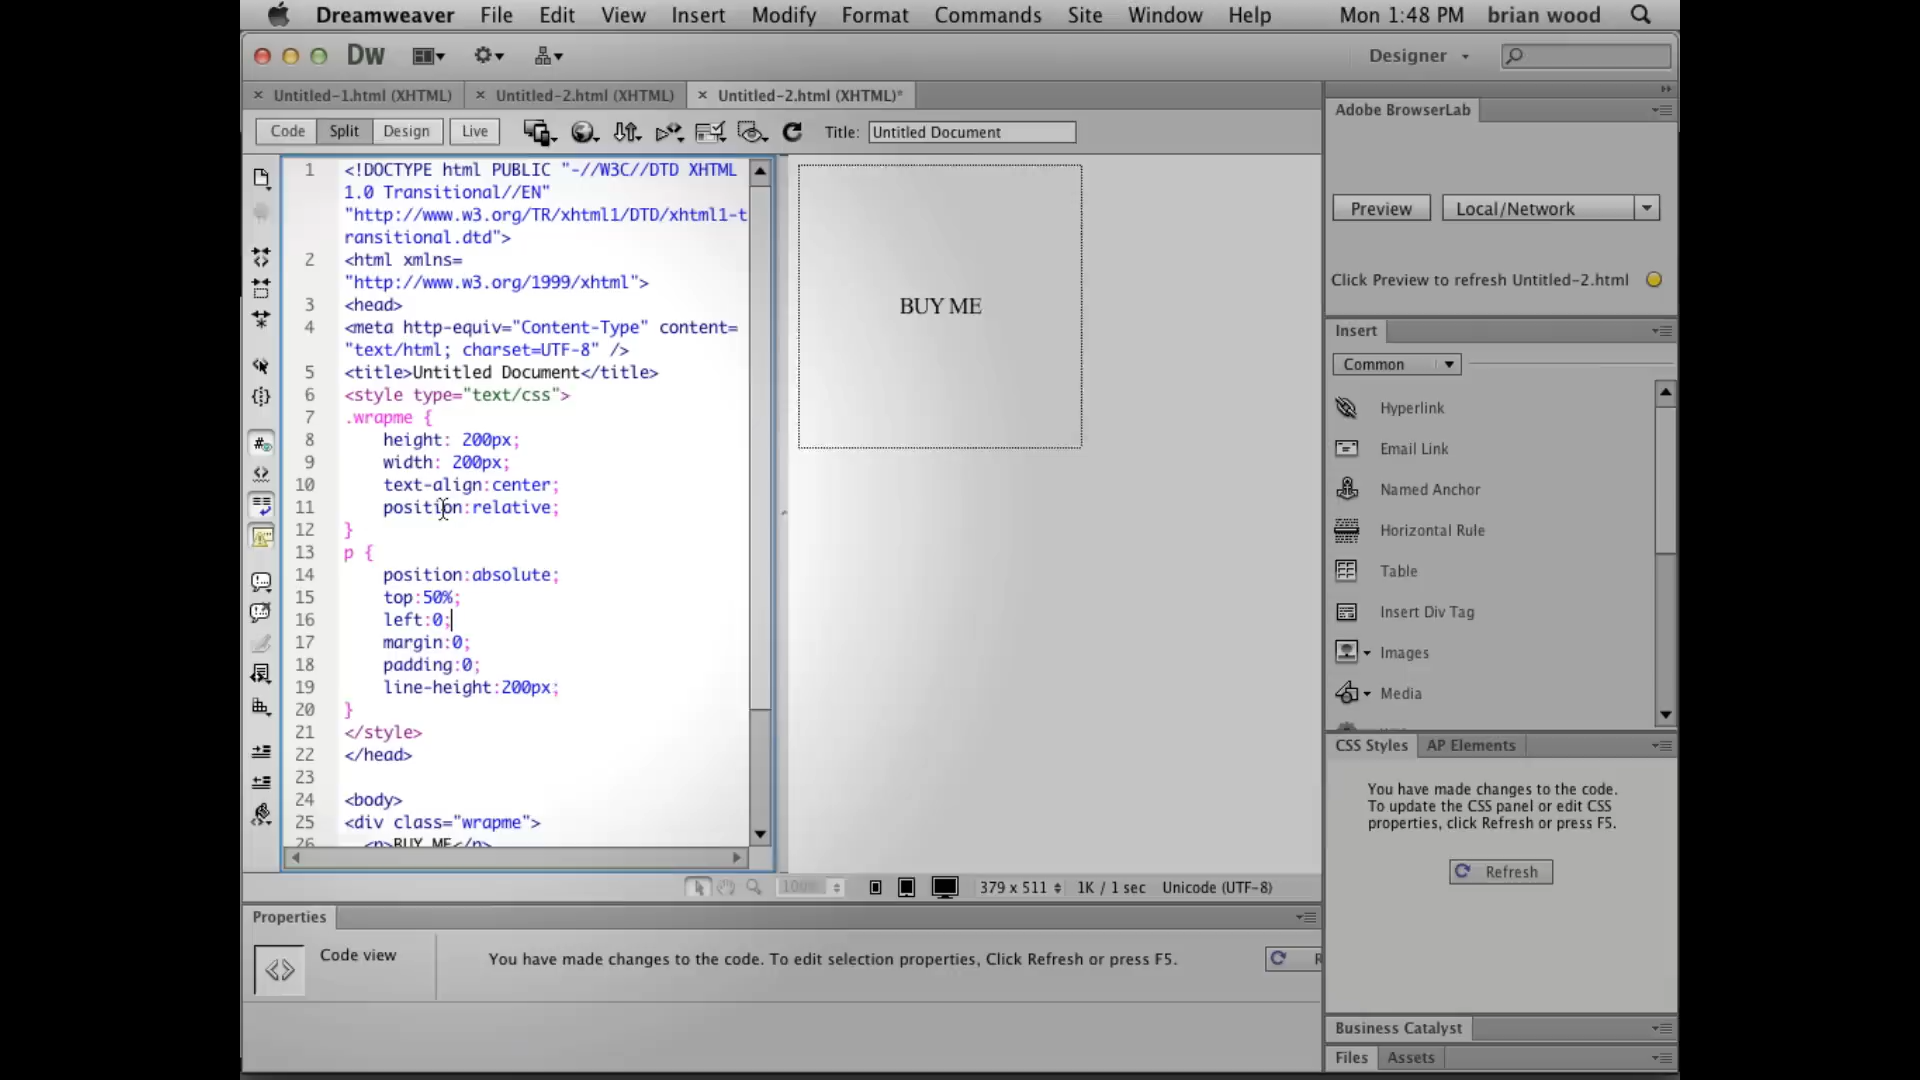 Dreamweaver File Edit View Insert Modify Format Commands Site Window Help Mon 1:48 PM brian wood
Dw Designer
Untitled-1.html (XHTML) Untitled-2.html (XHTML) Untitled-2.html (XHTML)*
Code Split Design Live Title: Untitled Document
1 <!DOCTYPE html PUBLIC "-//W3C//DTD XHTML
1.0 Transitional//EN"
"http://www.w3.org/TR/xhtml1/DTD/xhtml1-t
ransitional.dtd">
2 <html xmlns=
"http://www.w3.org/1999/xhtml">
3 <head>
4 <meta http-equiv="Content-Type" content=
"text/html; charset=UTF-8" />
5 <title>Untitled Document</title>
6 <style type="text/css">
7 .wrapme {
8 height: 200px;
9 width: 200px;
10 text-align:center;
11 position:relative;
12 }
13 p {
14 position:absolute;
15 top:50%;
16 left:0;
17 margin:0;
18 padding:0;
19 line-height:200px;
20 }
21 </style>
22 </head>
23
24 <body>
25 <div class="wrapme">
26 <p>BUY ME</p>
BUY ME
100% 379 x 511 1K / 1 sec Unicode (UTF-8)
Properties
Code view
You have made changes to the code. To edit selection properties, Click Refresh or press F5.
Adobe BrowserLab
Preview Local/Network
Click Preview to refresh Untitled-2.html
Insert
Common
Hyperlink
Email Link
Named Anchor
Horizontal Rule
Table
Insert Div Tag
Images
Media
CSS Styles AP Elements
You have made changes to the code.
To update the CSS panel or edit CSS
properties, click Refresh or press F5.
Refresh
Business Catalyst
Files Assets